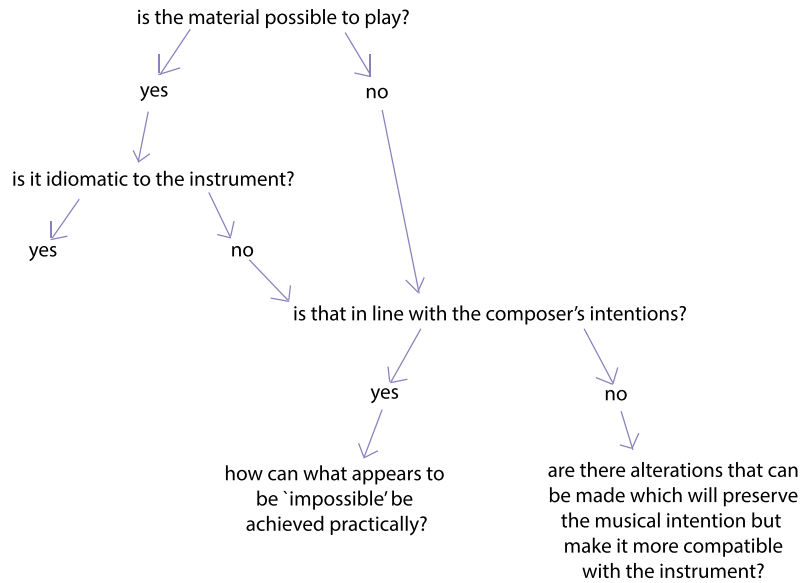 is the material possible to play?
yes
no
is it idiomatic to the instrument?
yes
no
is that in line with the composer’s intentions?
yes
no
how can what appears to
be `impossible’ be
achieved practically?
are there alterations that can
be made which will preserve
the musical intention but
make it more compatible
with the instrument?